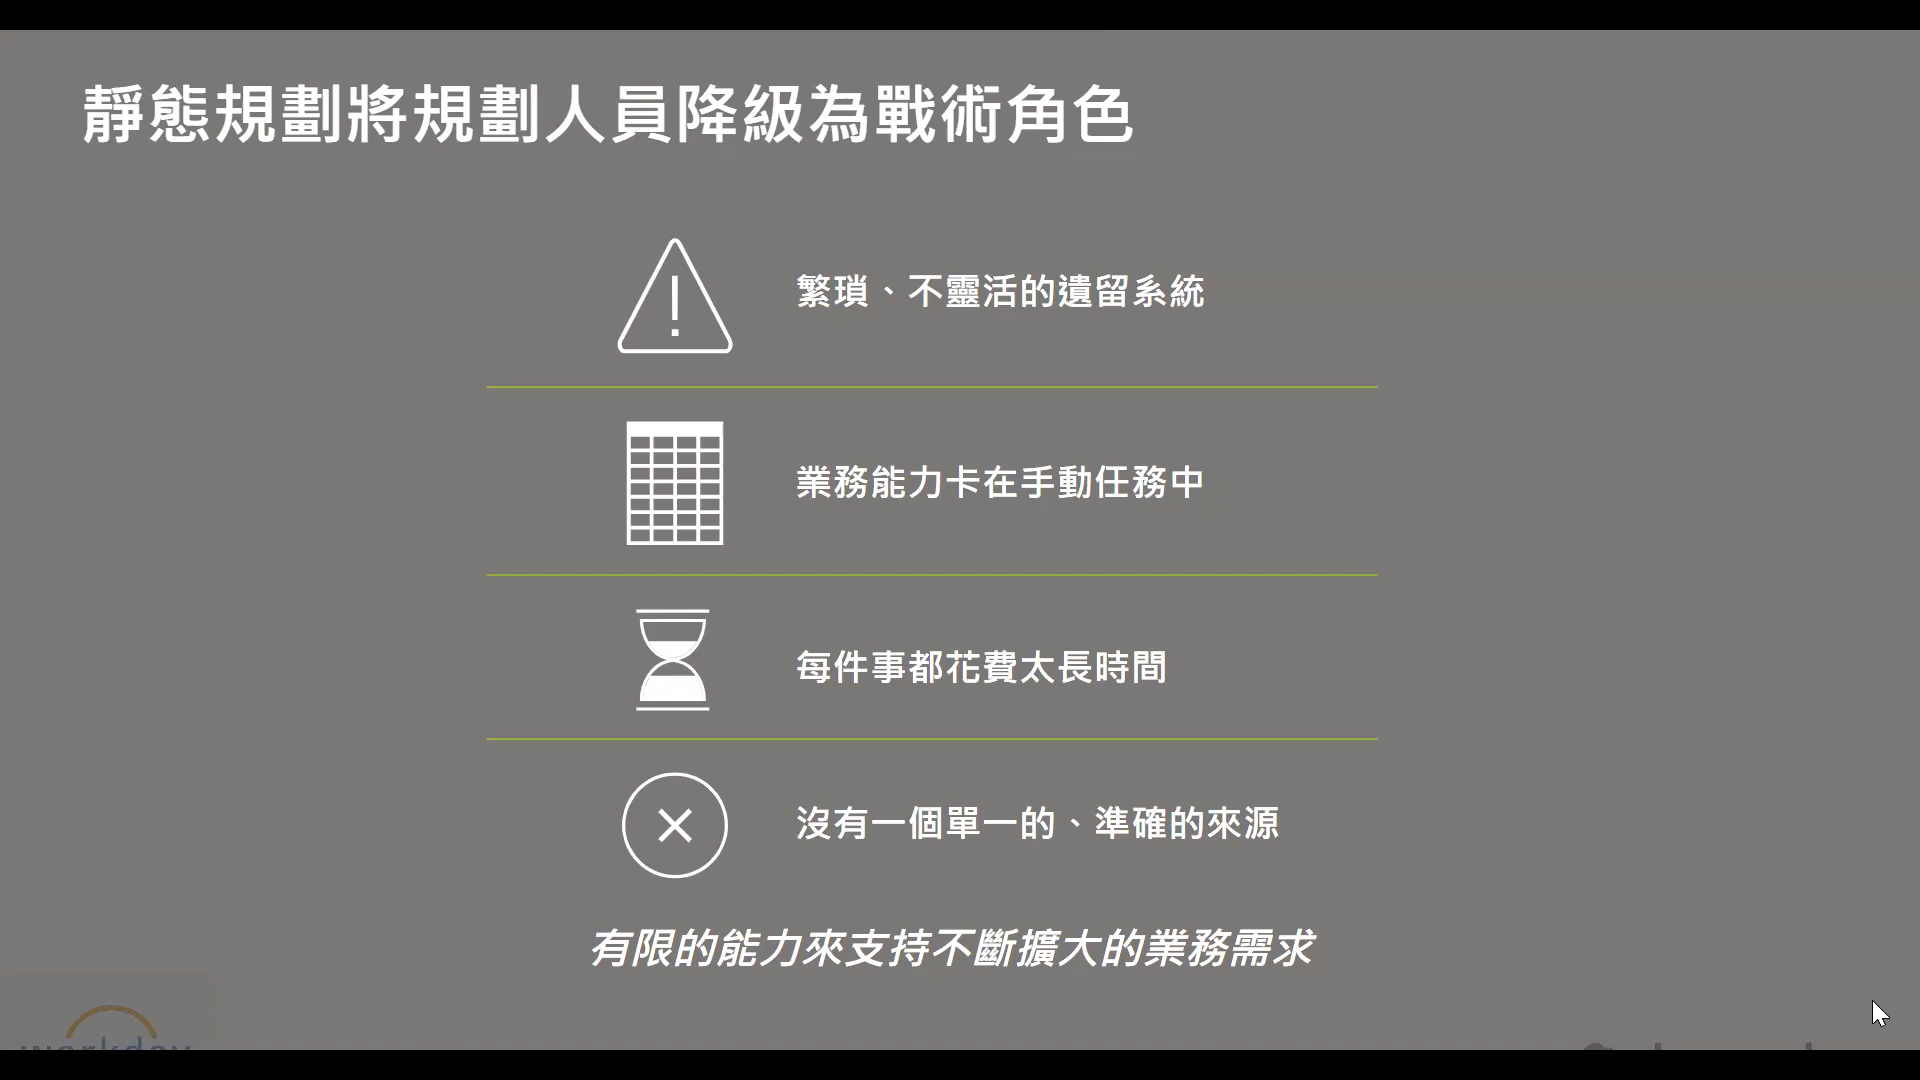 靜態規劃將規劃人員降級為戰術角色
繁瑣、不靈活的遺留系統
業務能力卡在手動任務中
每件事都花費太長時間
沒有一個單一的、準確的來源
有限的能力來支持不斷擴大的業務需求
workday